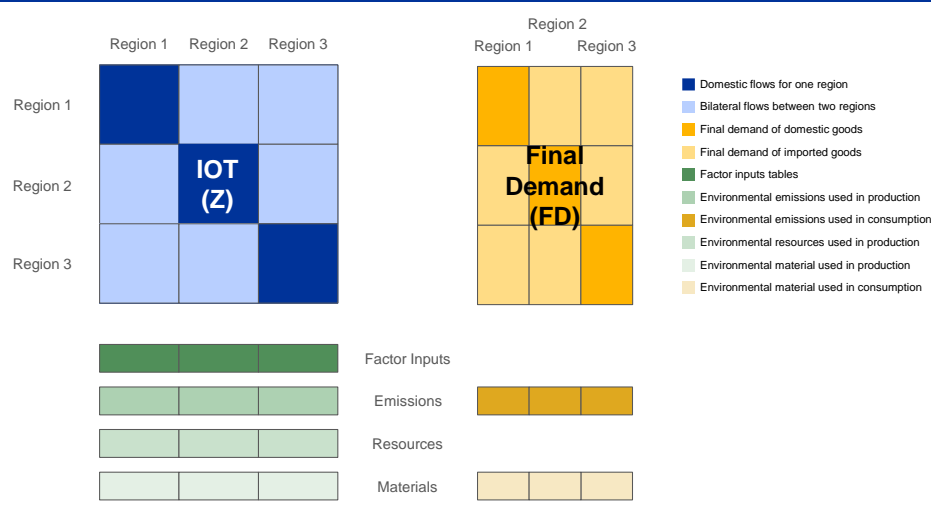 Region 2
Region 1 Region 2 Region 3
Region 1 Region 3
Region 1
Region 2
Region 3
IOT
(Z)
Final
Demand
(FD)
Domestic flows for one region
Bilateral flows between two regions
Final demand of domestic goods
Final demand of imported goods
Factor inputs tables
Environmental emissions used in production
Environmental emissions used in consumption
Environmental resources used in production
Environmental material used in production
Environmental material used in consumption
Factor Inputs
Emissions
Resources
Materials